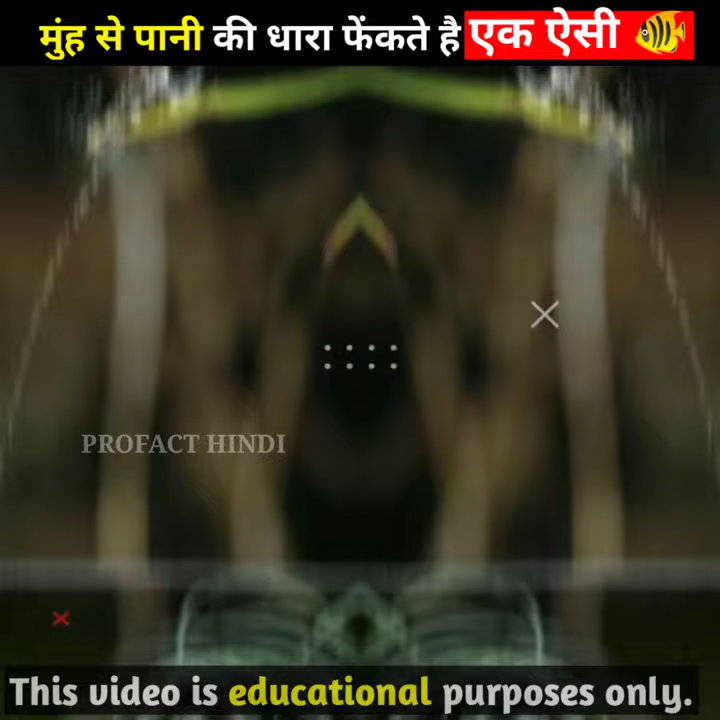 मुंह से पानी की धारा फेंकते है एक ऐसी 🐠
PROFACT HINDI
This video is educational purposes only.